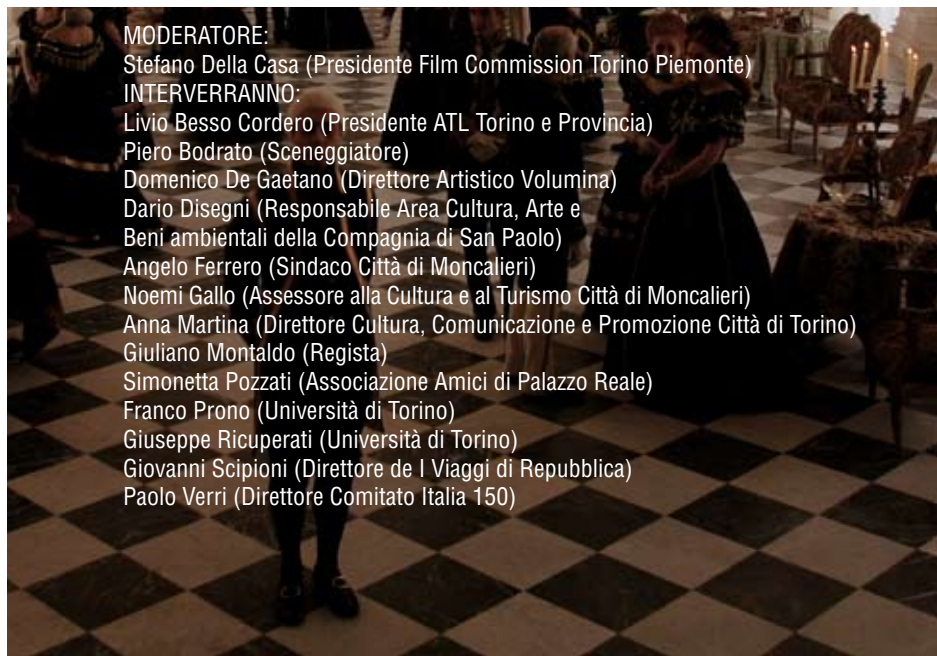 MODERATORE:
Stefano Della Casa (Presidente Film Commission Torino Piemonte)
INTERVERRANNO:
Livio Besso Cordero (Presidente ATL Torino e Provincia)
Piero Bodrato (Sceneggiatore)
Domenico De Gaetano (Direttore Artistico Volumina)
Dario Disegni (Responsabile Area Cultura, Arte e
Beni ambientali della Compagnia di San Paolo)
Angelo Ferrero (Sindaco Città di Moncalieri)
Noemi Gallo (Assessore alla Cultura e al Turismo Città di Moncalieri)
Anna Martina (Direttore Cultura, Comunicazione e Promozione Città di Torino)
Giuliano Montaldo (Regista)
Simonetta Pozzati (Associazione Amici di Palazzo Reale)
Franco Prono (Università di Torino)
Giuseppe Ricuperati (Università di Torino)
Giovanni Scipioni (Direttore de I Viaggi di Repubblica)
Paolo Verri (Direttore Comitato Italia 150)